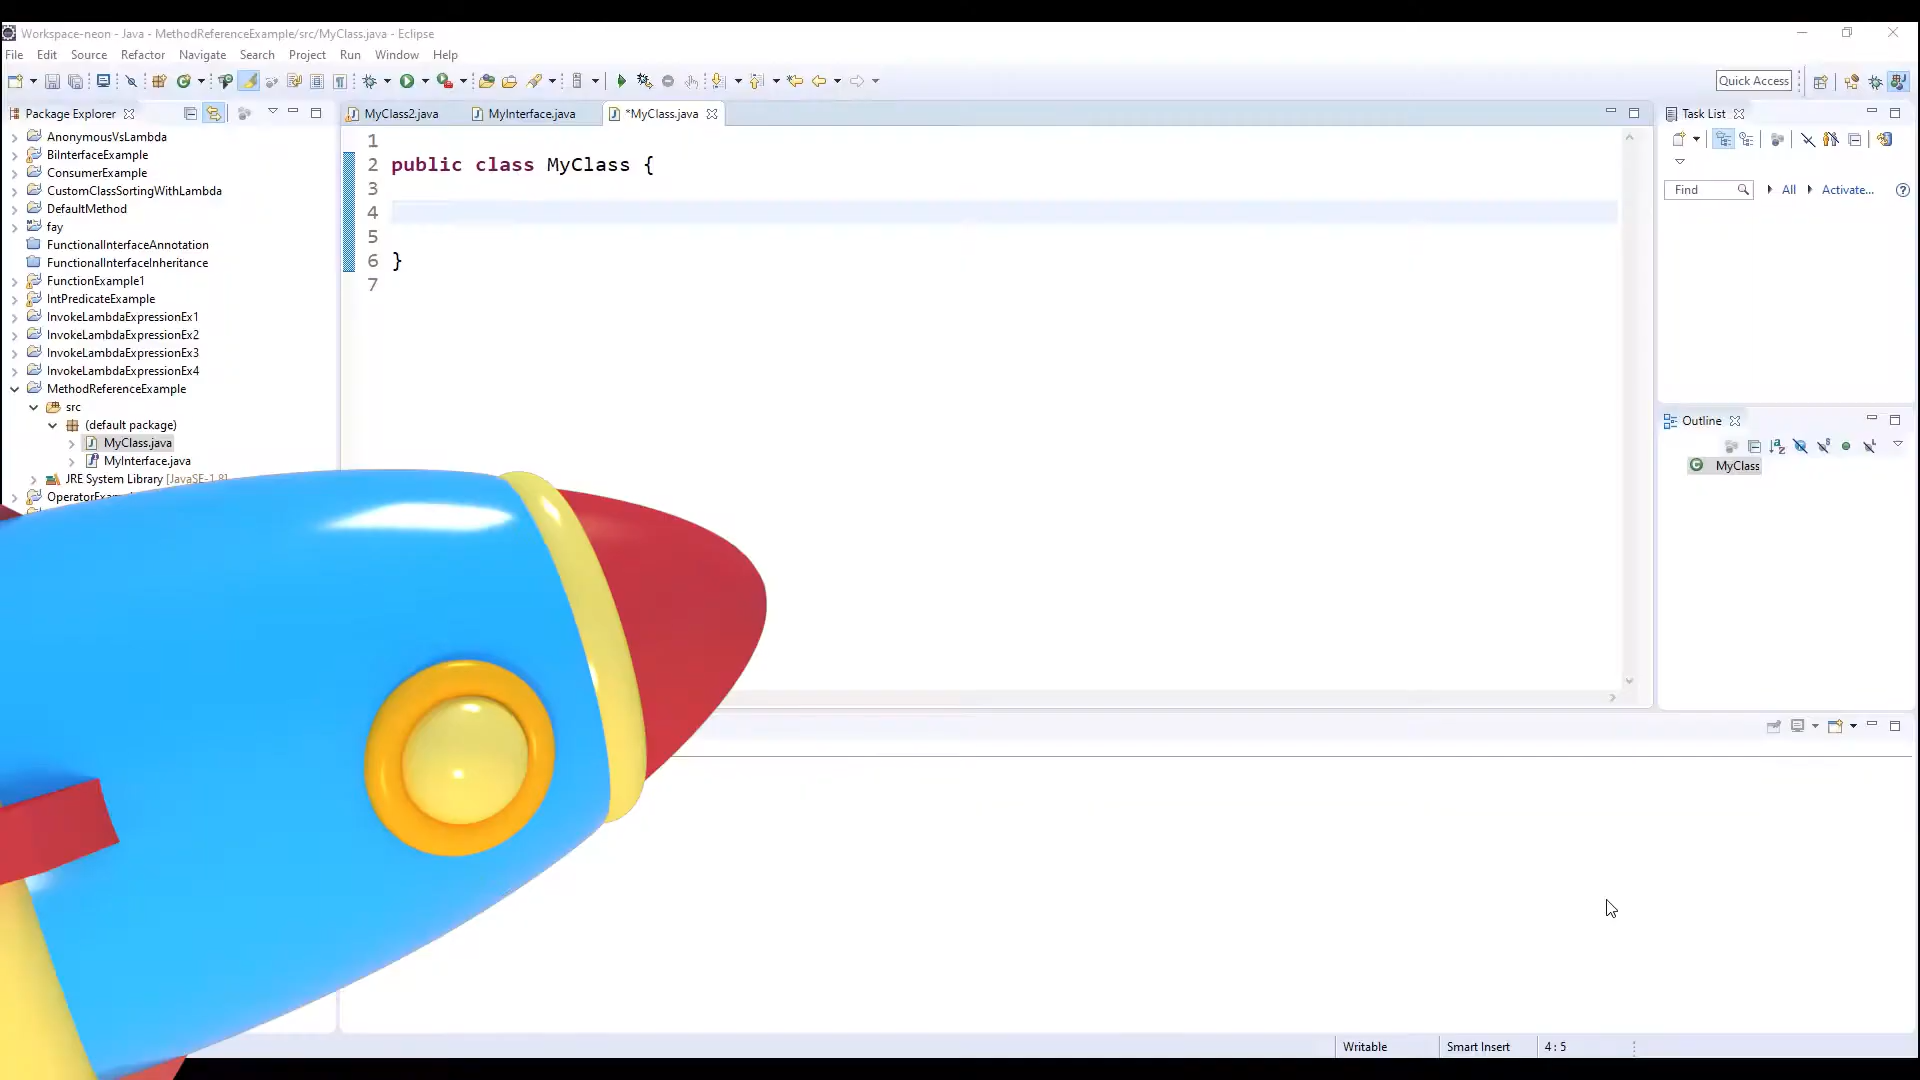 Workspace-neon - Java - MethodReferenceExample/src/MyClass.java - Eclipse
File Edit Source Refactor Navigate Search Project Run Window Help
Quick Access
Package Explorer
AnonymousVsLambda
BiInterfaceExample
ConsumerExample
CustomClassSortingWithLambda
DefaultMethod
fay
FunctionalInterfaceAnnotation
FunctionalInterfaceInheritance
FunctionExample1
IntPredicateExample
InvokeLambdaExpressionEx1
InvokeLambdaExpressionEx2
InvokeLambdaExpressionEx3
InvokeLambdaExpressionEx4
MethodReferenceExample
src
(default package)
MyClass.java
MyInterface.java
JRE System Library [JavaSE-1.8]
MyClass2.java MyInterface.java *MyClass.java
1
2 public class MyClass {
3
4
5
6 }
7
Task List
Find All Activate...
Outline
MyClass
Writable Smart Insert 4 : 5